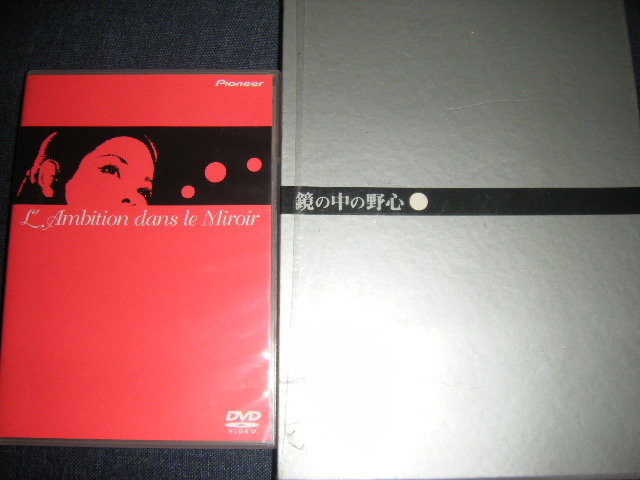 Pioneer
L'Ambition dans le Miroir
DVD
VIDEO
鏡の中の野心